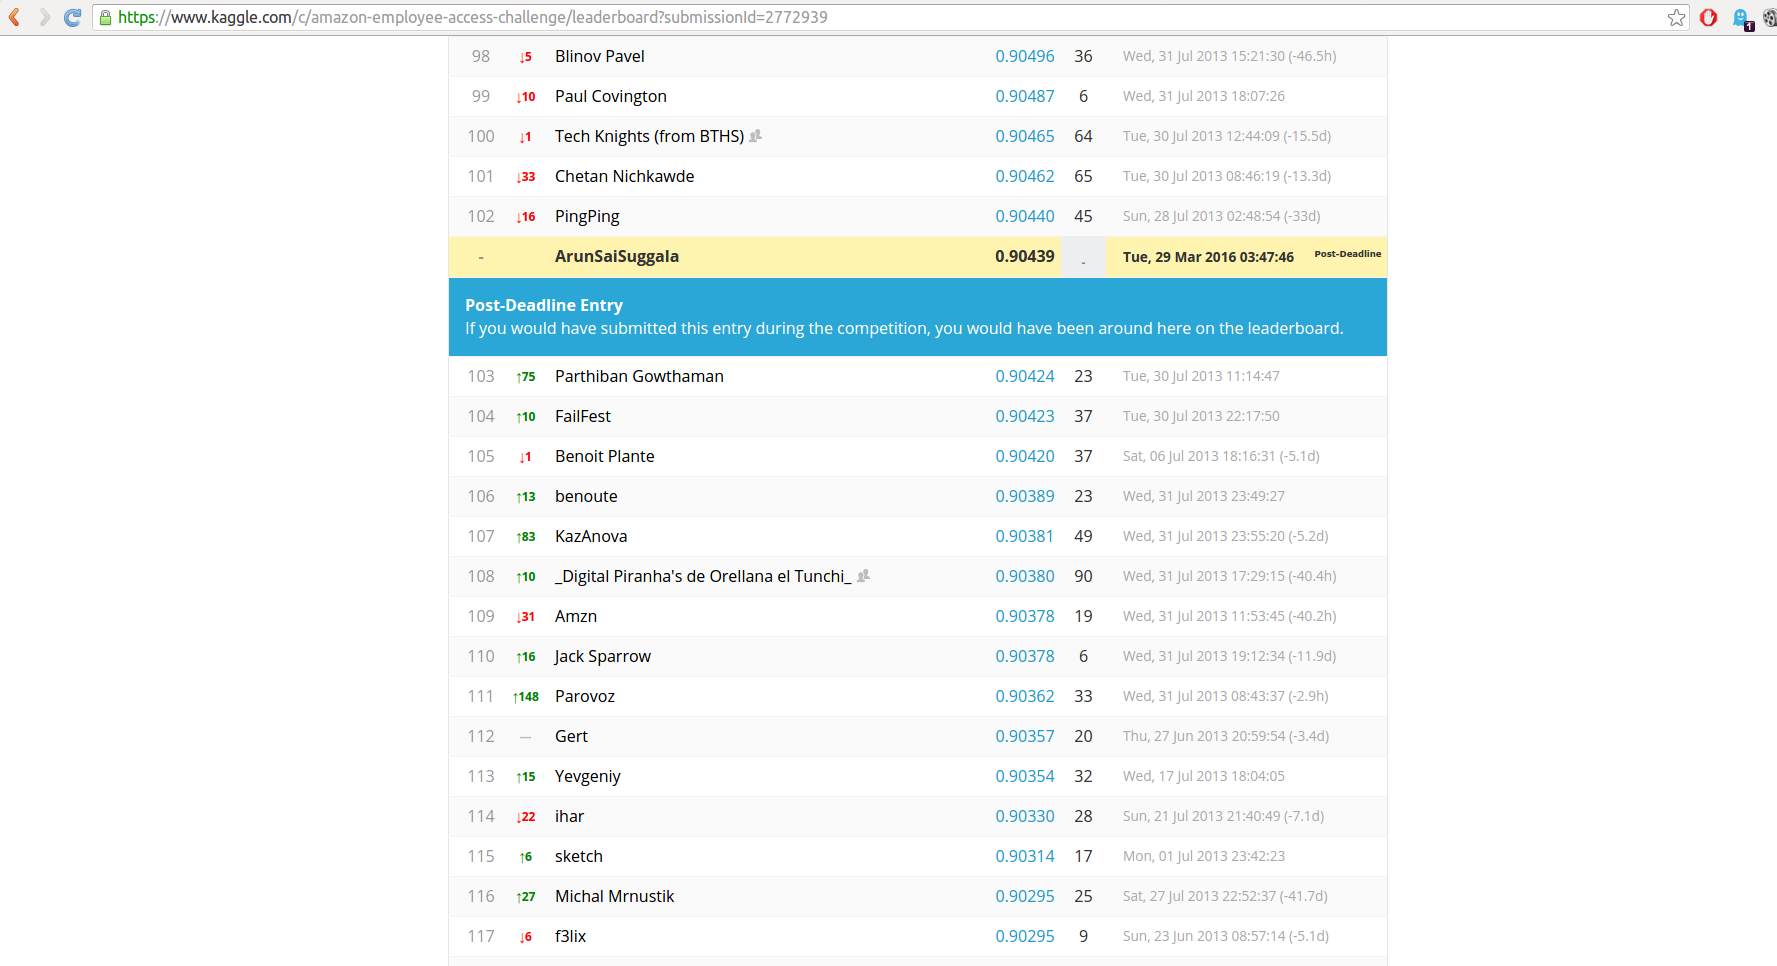 https://www.kaggle.com/c/amazon-employee-access-challenge/leaderboard?submissionId=2772939
1
98 ↓5 Blinov Pavel 0.90496 36 Wed, 31 Jul 2013 15:21:30 (-46.5h)
99 ↓10 Paul Covington 0.90487 6 Wed, 31 Jul 2013 18:07:26
100 ↓1 Tech Knights (from BTHS) 0.90465 64 Tue, 30 Jul 2013 12:44:09 (-15.5d)
101 ↓33 Chetan Nichkawde 0.90462 65 Tue, 30 Jul 2013 08:46:19 (-13.3d)
102 ↓16 PingPing 0.90440 45 Sun, 28 Jul 2013 02:48:54 (-33d)
- ArunSaiSuggala 0.90439 - Tue, 29 Mar 2016 03:47:46 Post-Deadline
Post-Deadline Entry
If you would have submitted this entry during the competition, you would have been around here on the leaderboard.
103 ↑75 Parthiban Gowthaman 0.90424 23 Tue, 30 Jul 2013 11:14:47
104 ↑10 FailFest 0.90423 37 Tue, 30 Jul 2013 22:17:50
105 ↓1 Benoit Plante 0.90420 37 Sat, 06 Jul 2013 18:16:31 (-5.1d)
106 ↑13 benoute 0.90389 23 Wed, 31 Jul 2013 23:49:27
107 ↑83 KazAnova 0.90381 49 Wed, 31 Jul 2013 23:55:20 (-5.2d)
108 ↑10 _Digital Piranha's de Orellana el Tunchi_ 0.90380 90 Wed, 31 Jul 2013 17:29:15 (-40.4h)
109 ↓31 Amzn 0.90378 19 Wed, 31 Jul 2013 11:53:45 (-40.2h)
110 ↑16 Jack Sparrow 0.90378 6 Wed, 31 Jul 2013 19:12:34 (-11.9d)
111 ↑148 Parovoz 0.90362 33 Wed, 31 Jul 2013 08:43:37 (-2.9h)
112 — Gert 0.90357 20 Thu, 27 Jun 2013 20:59:54 (-3.4d)
113 ↑15 Yevgeniy 0.90354 32 Wed, 17 Jul 2013 18:04:05
114 ↓22 ihar 0.90330 28 Sun, 21 Jul 2013 21:40:49 (-7.1d)
115 ↑6 sketch 0.90314 17 Mon, 01 Jul 2013 23:42:23
116 ↑27 Michal Mrnustik 0.90295 25 Sat, 27 Jul 2013 22:52:37 (-41.7d)
117 ↓6 f3lix 0.90295 9 Sun, 23 Jun 2013 08:57:14 (-5.1d)